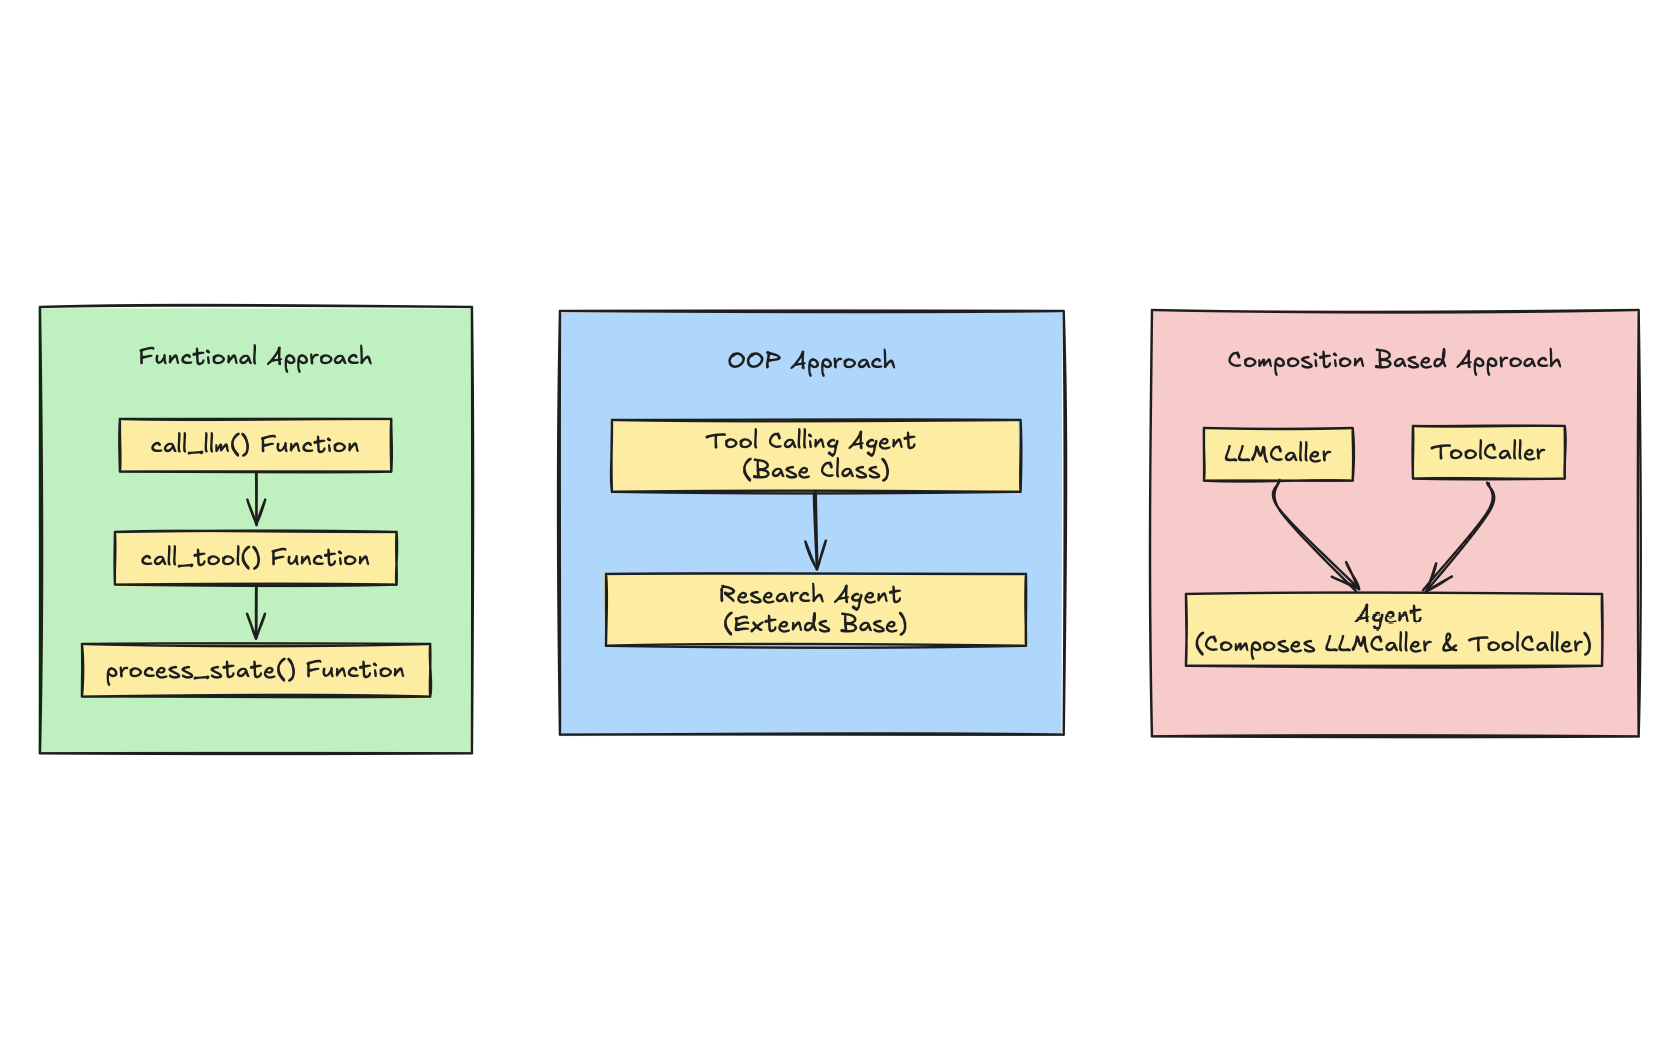 Functional Approach
call_llm() Function
call_tool() Function
process_state() Function
OOP Approach
Tool Calling Agent
(Base Class)
Research Agent
(Extends Base)
Composition Based Approach
LLMCaller
ToolCaller
Agent
(Composes LLMCaller & ToolCaller)